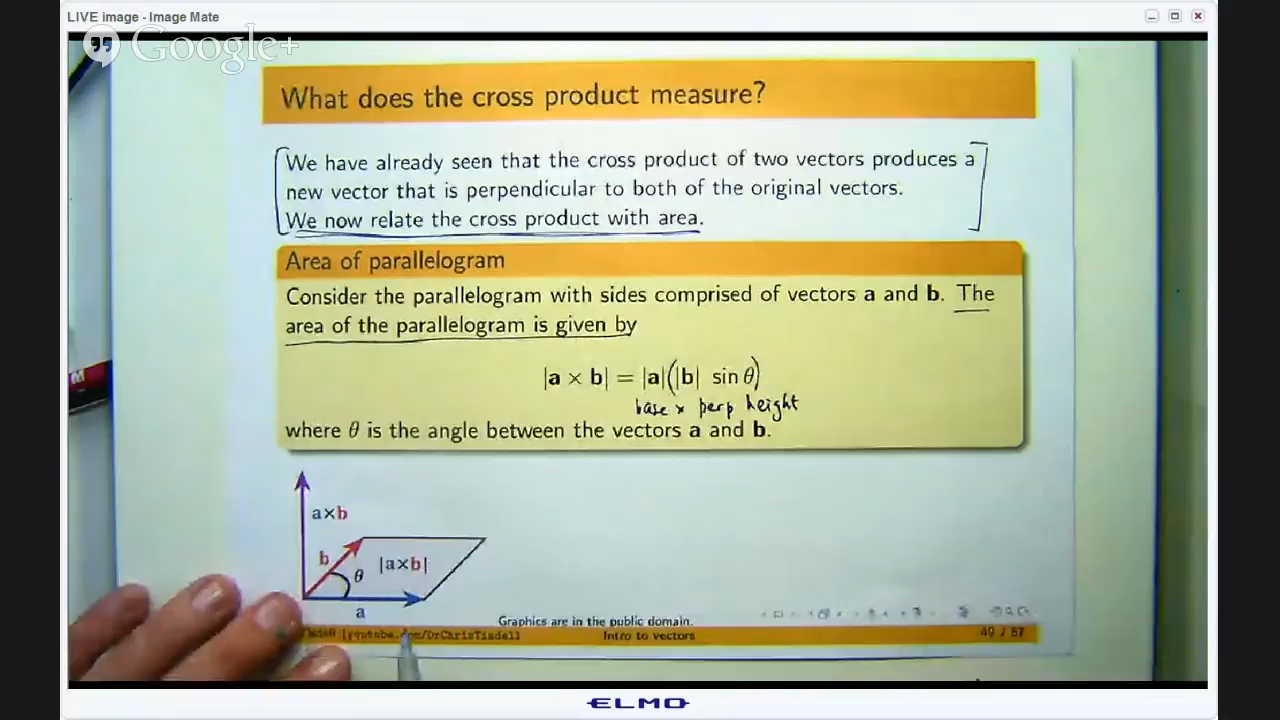 LIVE image - Image Mate
Google+
What does the cross product measure?
We have already seen that the cross product of two vectors produces a
new vector that is perpendicular to both of the original vectors.
We now relate the cross product with area.
Area of parallelogram
Consider the parallelogram with sides comprised of vectors a and b. The
area of the parallelogram is given by
|a × b| = |a|(|b| sin θ)
base × perp height
where θ is the angle between the vectors a and b.
a×b
b
θ
|a×b|
a
Graphics are in the public domain.
[youtube.com/DrChrisTisdell
Intro to vectors
49 / 57
ELMO